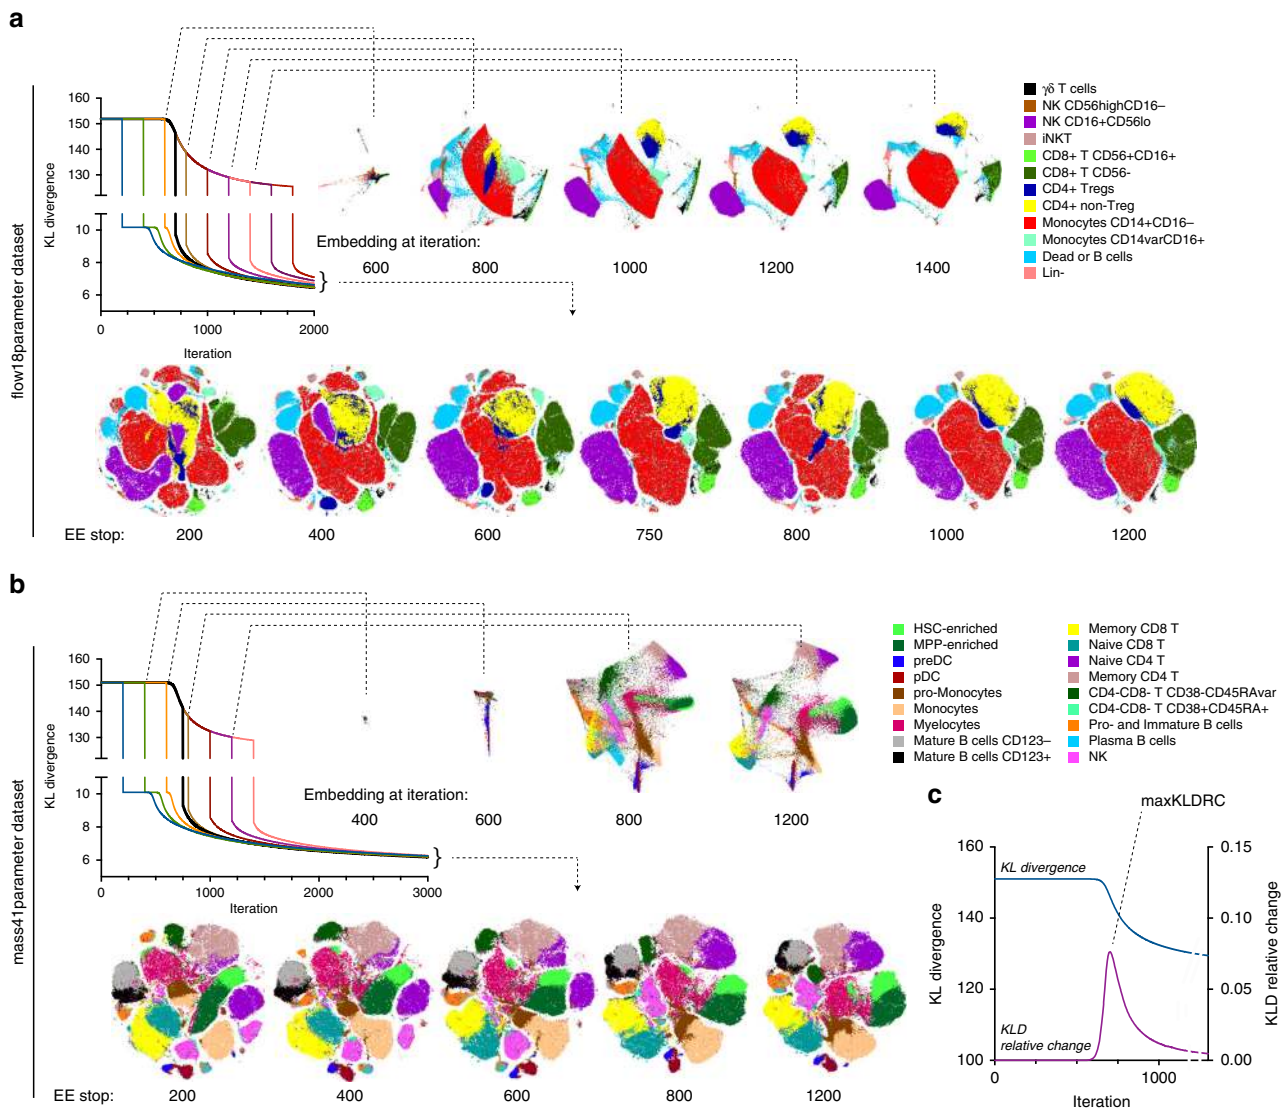 a
flow18parameter dataset
KL divergence
160
150
140
130
10
8
6
0
1000
2000
Iteration
Embedding at iteration:
600
800
1000
1200
1400
γδ T cells
NK CD56highCD16–
NK CD16+CD56lo
iNKT
CD8+ T CD56+CD16+
CD8+ T CD56-
CD4+ Tregs
CD4+ non-Treg
Monocytes CD14+CD16–
Monocytes CD14varCD16+
Dead or B cells
Lin-
EE stop:
200
400
600
750
800
1000
1200
b
mass41parameter dataset
KL divergence
160
150
140
130
10
8
6
0
1000
2000
3000
Iteration
Embedding at iteration:
400
600
800
1200
HSC-enriched
MPP-enriched
preDC
pDC
pro-Monocytes
Monocytes
Myelocytes
Mature B cells CD123–
Mature B cells CD123+
Memory CD8 T
Naive CD8 T
Naive CD4 T
Memory CD4 T
CD4-CD8- T CD38-CD45RAvar
CD4-CD8- T CD38+CD45RA+
Pro- and Immature B cells
Plasma B cells
NK
EE stop:
200
400
600
800
1200
c
maxKLDRC
KL divergence
160
140
120
100
KL divergence
KLD
relative change
0.15
0.10
0.05
0.00
KLD relative change
0
1000
Iteration